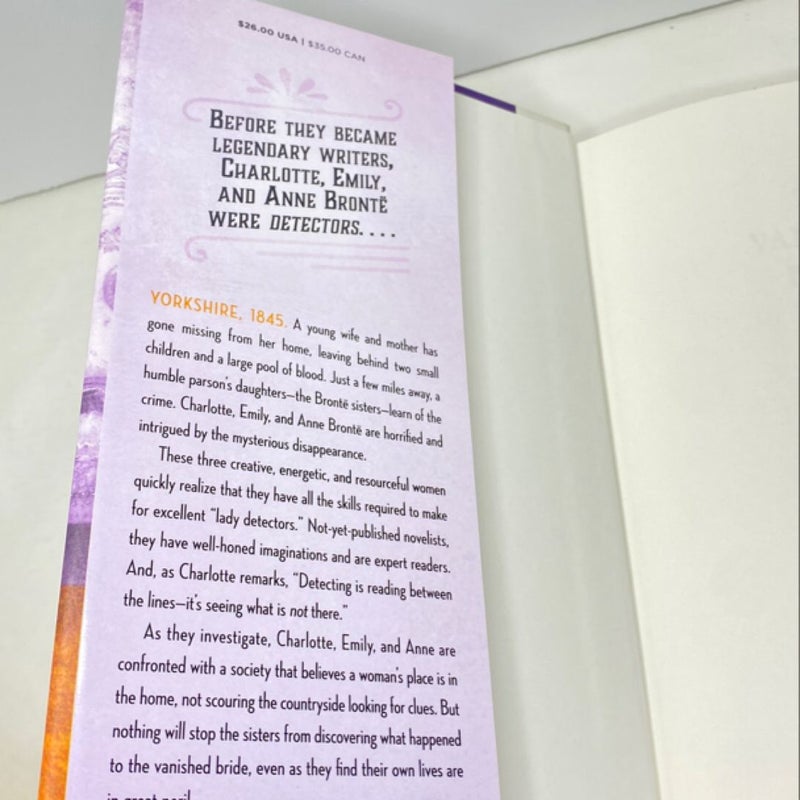 $26.00 USA | $35.00 CAN
BEFORE THEY BECAME
LEGENDARY WRITERS,
CHARLOTTE, EMILY,
AND ANNE BRONTË
WERE DETECTORS. . . .
YORKSHIRE, 1845. A young wife and mother has
gone missing from her home, leaving behind two small
children and a large pool of blood. Just a few miles away, a
humble parson's daughters—the Brontë sisters—learn of the
crime. Charlotte, Emily, and Anne Brontë are horrified and
intrigued by the mysterious disappearance.
These three creative, energetic, and resourceful women
quickly realize that they have all the skills required to make
for excellent “lady detectors.” Not-yet-published novelists,
they have well-honed imaginations and are expert readers.
And, as Charlotte remarks, “Detecting is reading between
the lines—it's seeing what is not there.”
As they investigate, Charlotte, Emily, and Anne are
confronted with a society that believes a woman's place is in
the home, not scouring the countryside looking for clues. But
nothing will stop the sisters from discovering what happened
to the vanished bride, even as they find their own lives are
in great peril